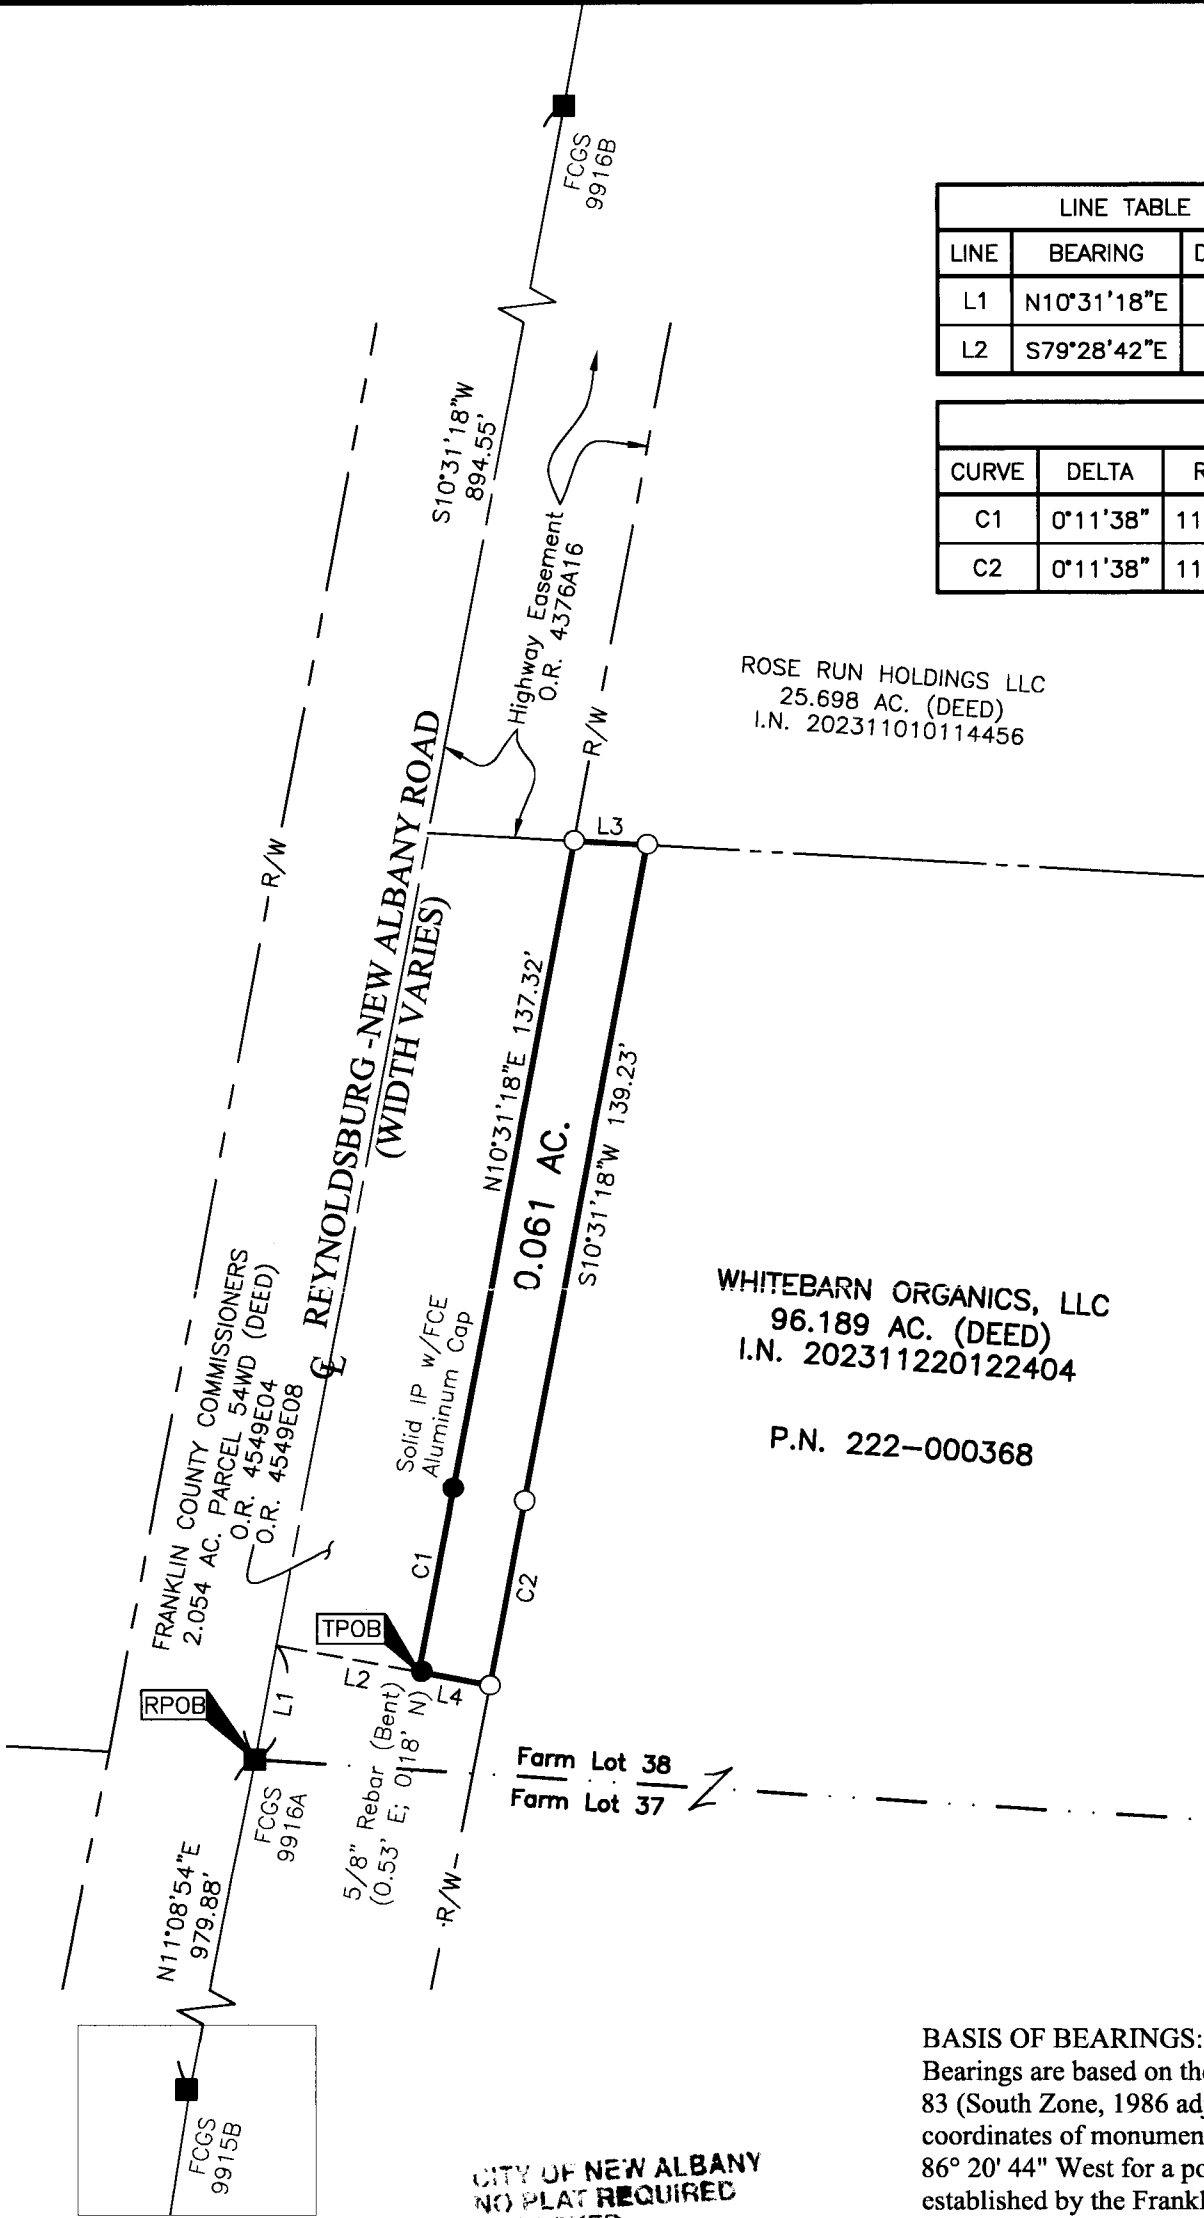 FCGS
9916B
LINE TABLE
LINE BEARING
L1 N10°31'18"E
L2 S79°28'42"E
CURVE DELTA
C1 0°11'38" 11
C2 0°11'38" 11
S10°31'18"W
894.55'
Highway Easement
O.R. 4376A16
R/W
R/W
ROSE RUN HOLDINGS LLC
25.698 AC. (DEED)
I.N. 202311010114456
L3
REYNOLDSBURG-NEW ALBANY ROAD
(WIDTH VARIES)
N10°31'18"E 137.32'
0.061 AC.
S10°31'18"W 139.23'
FRANKLIN COUNTY COMMISSIONERS
2.054 AC. PARCEL 54WD (DEED)
O.R. 4549E04
O.R. 4549E08
Solid IP w/FCE
Aluminum Cap
WHITEBARN ORGANICS, LLC
96.189 AC. (DEED)
I.N. 202311220122404
P.N. 222-000368
C1
C2
TPOB
L2
L4
L1
RPOB
5/8" Rebar (Bent)
(0.53' E; 0.18' N)
Farm Lot 38
Farm Lot 37
FCGS
9916A
N11°08'54"E
979.88'
R/W
FCGS
9915B
BASIS OF BEARINGS:
Bearings are based on the
83 (South Zone, 1986 ad
coordinates of monumen
86° 20' 44" West for a po
established by the Frankl
CITY OF NEW ALBANY
NO PLAT REQUIRED